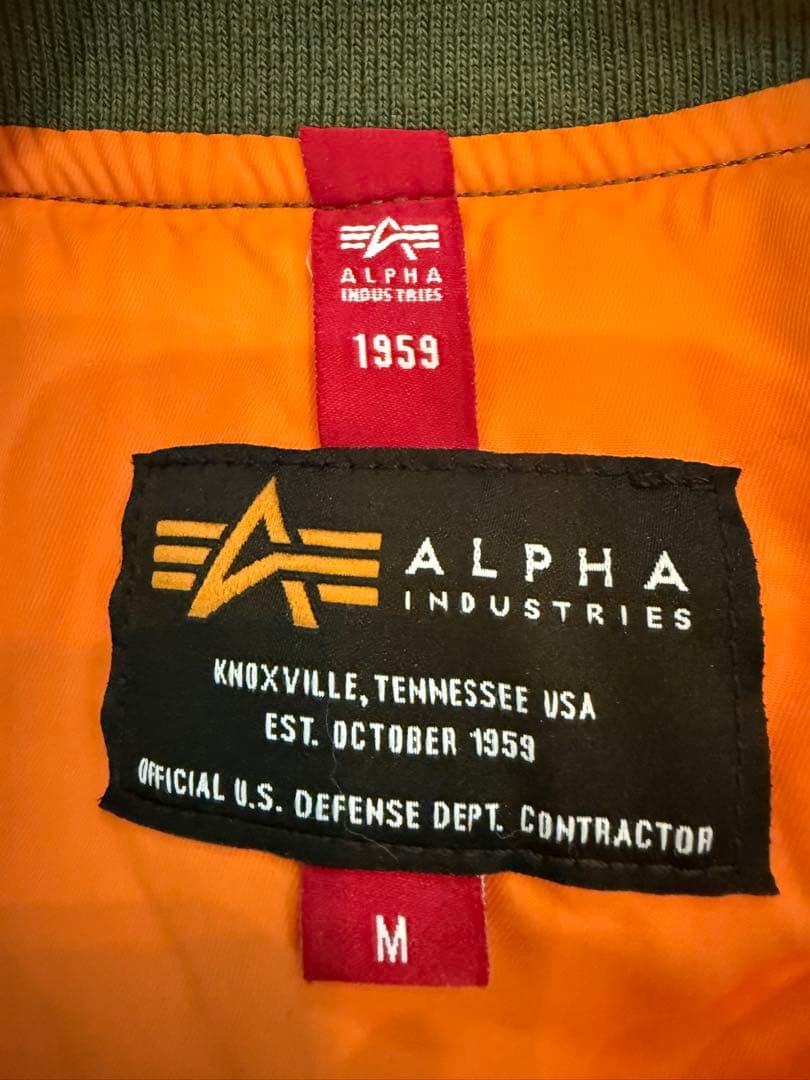 ALPHA
INDUSTRIES
1959
ALPHA
INDUSTRIES
KNOXVILLE, TENNESSEE USA
EST. OCTOBER 1959
OFFICIAL U.S. DEFENSE DEPT. CONTRACTOR
M